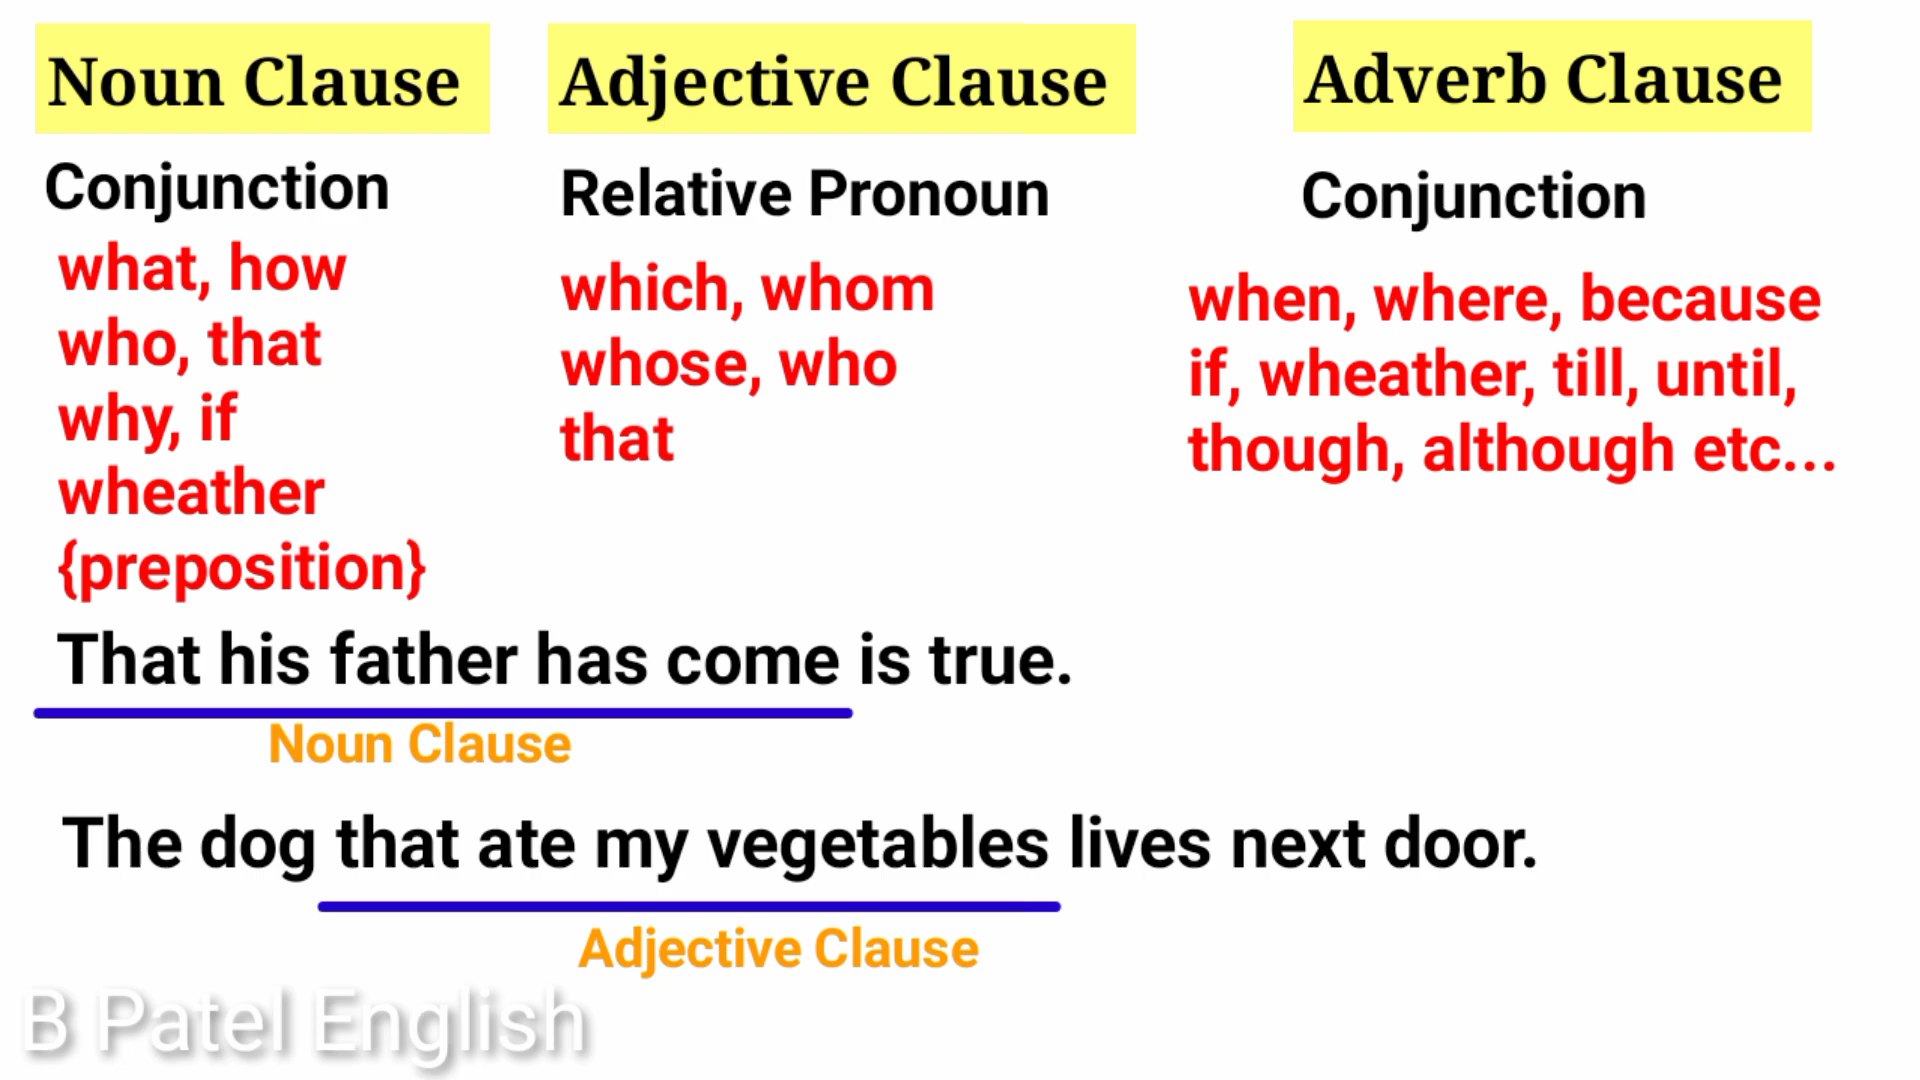 Noun Clause
Conjunction
what, how
who, that
why, if
wheather
{preposition}
Adjective Clause
Relative Pronoun
which, whom
whose, who
that
Adverb Clause
Conjunction
when, where, because
if, wheather, till, until,
though, although etc...
That his father has come is true.
Noun Clause
The dog that ate my vegetables lives next door.
Adjective Clause
B Patel English